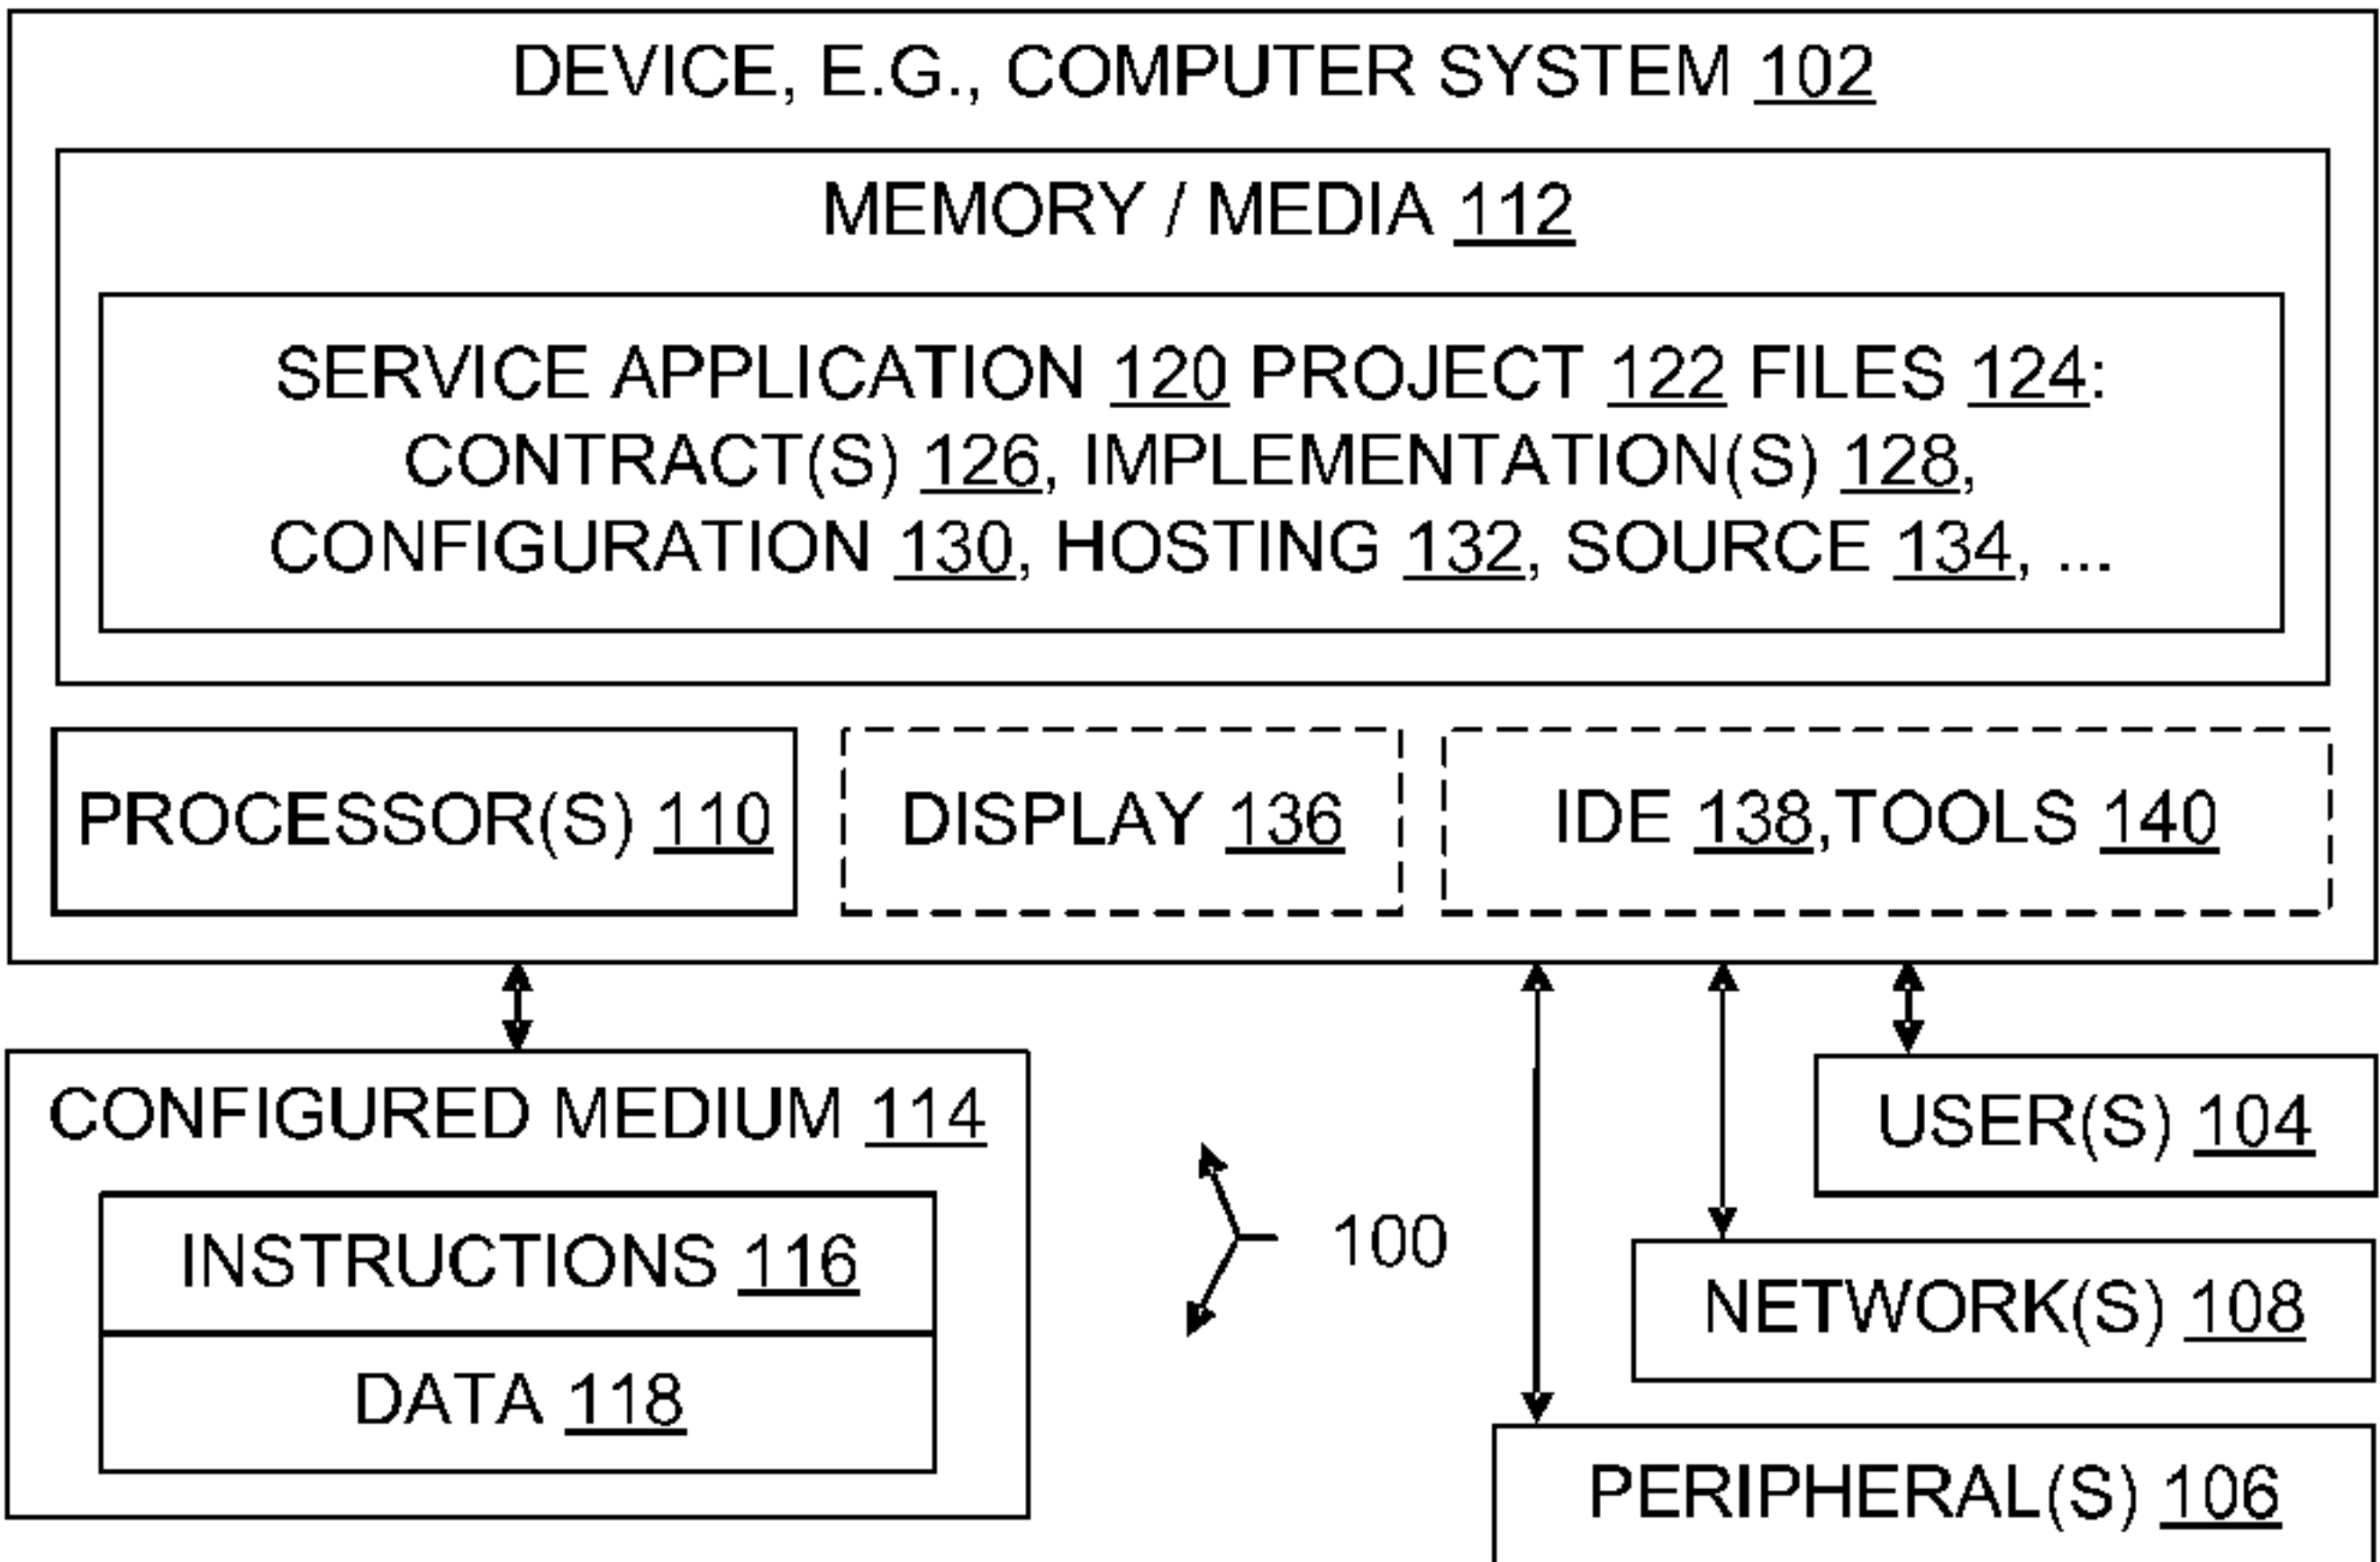 DEVICE, E.G., COMPUTER SYSTEM 102
MEMORY / MEDIA 112
SERVICE APPLICATION 120 PROJECT 122 FILES 124:
CONTRACT(S) 126, IMPLEMENTATION(S) 128,
CONFIGURATION 130, HOSTING 132, SOURCE 134, ...
PROCESSOR(S) 110
DISPLAY 136
IDE 138,TOOLS 140
CONFIGURED MEDIUM 114
INSTRUCTIONS 116
DATA 118
100
USER(S) 104
NETWORK(S) 108
PERIPHERAL(S) 106